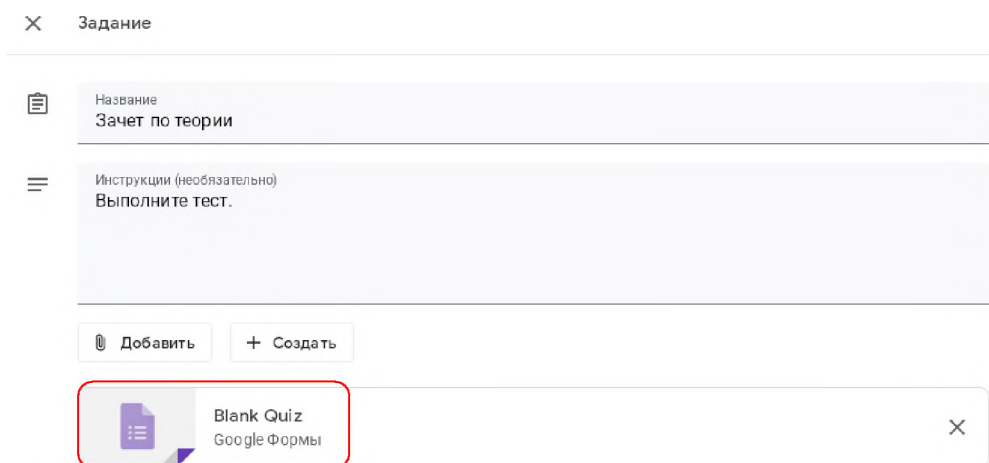 Задание
Название
Зачет по теории
Инструкции (необязательно)
Выполните тест.
Добавить
+ Создать
Blank Quiz
Google Формы